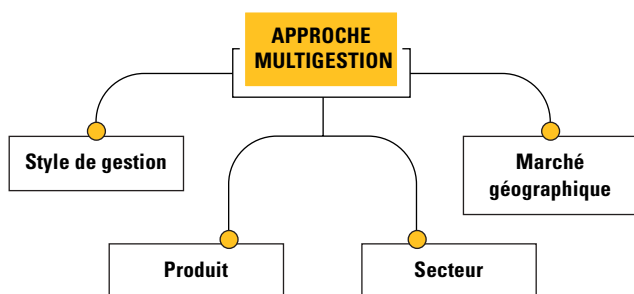 APPROCHE
MULTIGESTION
Style de gestion
Marché
géographique
Produit
Secteur